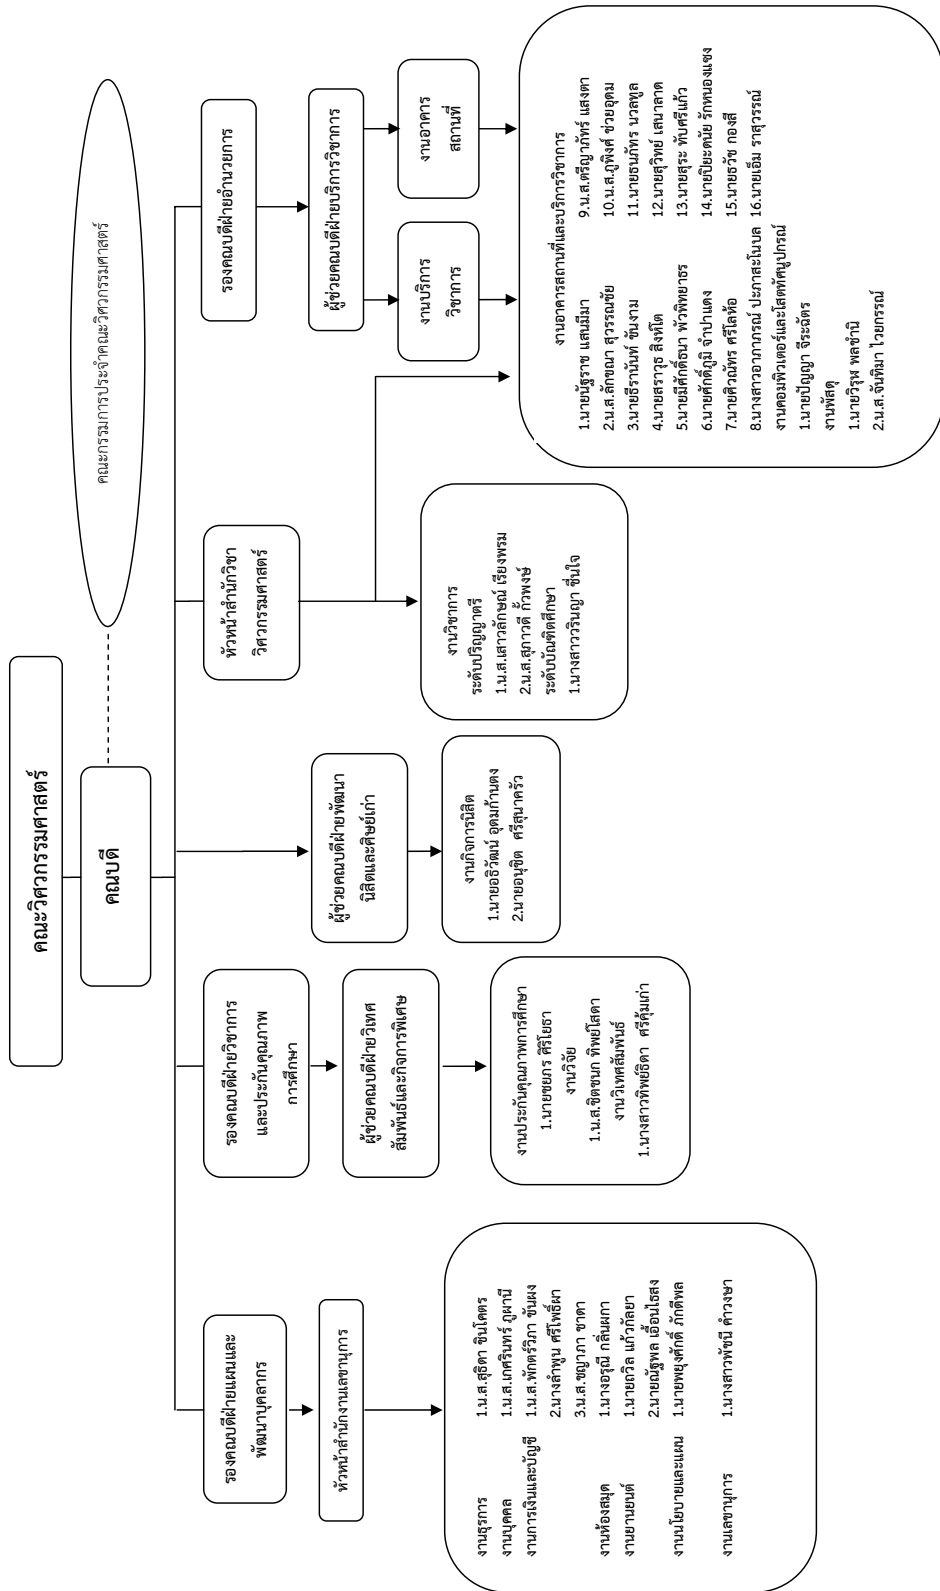 คณะวิศวกรรมศาสตร์
คณบดี
คณะกรรมการประจำคณะวิศวกรรมศาสตร์
รองคณบดีฝ่ายแผนและ
พัฒนาบุคลากร
หัวหน้าสำนักงานเลขานุการ
งานธุรการ 1.น.ส.สุธิดา ชินโคตร
งานบุคคล 1.น.ส.เกศรินทร์ ภูผานี
งานการเงินและบัญชี 1.น.ส.พักตร์วิภา ขันผง
2.นางลำพูน ศรีโพธิ์ผา
3.น.ส.ชญาภา ชาดา
งานห้องสมุด 1.นางอรุณี กลิ่นผกา
งานยานยนต์ 1.นายถวิล แก้วกัลยา
2.นายณัฐพล เอื้อนไธสง
งานนโยบายและแผน 1.นายพยุงศักดิ์ ภักดีพล
งานเลขานุการ 1.นางสาวพัชนี คำวงษา
รองคณบดีฝ่ายวิชาการ
และประกันคุณภาพ
การศึกษา
ผู้ช่วยคณบดีฝ่ายวิเทศ
สัมพันธ์และกิจการพิเศษ
งานประกันคุณภาพการศึกษา
1.นายชยภร ศิริโยธา
งานวิจัย
1.น.ส.ชิตชนก ทิพย์โสดา
งานวิเทศสัมพันธ์
1.นางสาวทิพย์ธิดา ศรีคุ้มเก่า
ผู้ช่วยคณบดีฝ่ายพัฒนา
นิสิตและศิษย์เก่า
งานกิจการนิสิต
1.นายอธิวัฒน์ อุดมก้านตง
2.นายอนุชิต ศรีสุนาครัว
หัวหน้าสำนักวิชา
วิศวกรรมศาสตร์
งานวิชาการ
ระดับปริญญาตรี
1.น.ส.เสาวลักษณ์ เรียงพรม
2.น.ส.สุภาวดี กั้วพงษ์
ระดับบัณฑิตศึกษา
1.นางสาววรินญา ชื่นใจ
รองคณบดีฝ่ายอำนวยการ
ผู้ช่วยคณบดีฝ่ายบริการวิชาการ
งานบริการ
วิชาการ
งานอาคาร
สถานที่
งานอาคารสถานที่และบริการวิชาการ
1.นายนัฐราช แสนมีมา 9.น.ส.ตรีญาภัทร์ แสงตา
2.น.ส.ลักขณา สุวรรณชัย 10.น.ส.ภูพิงค์ ช่วยอุดม
3.นายธีรานันท์ ขันงาม 11.นายธนภัทร นวลทูล
4.นายสราวุธ สิงห์โต 12.นายสุวิทย์ เสนาลาด
5.นายมีศักดิ์ธนา พัวพิทยาธร 13.นายสุระ ทับศรีแก้ว
6.นายศักดิ์ภูมิ จำปาแดง 14.นายปิยะดนัย รักหนองแซง
7.นายศิวณัทร ศรีโลห้อ 15.นายธวัช กองสี
8.นางสาวอาภาภรณ์ ปะภาสะโนบล 16.นายเอ็ม ราสุวรรณ์
งานคอมพิวเตอร์และโสตทัศนูปกรณ์
1.นายปัญญา จีระฉัตร
งานพัสดุ
1.นายวิรุฬ พลชำนิ
2.น.ส.จันทิมา ไวยกรรณ์